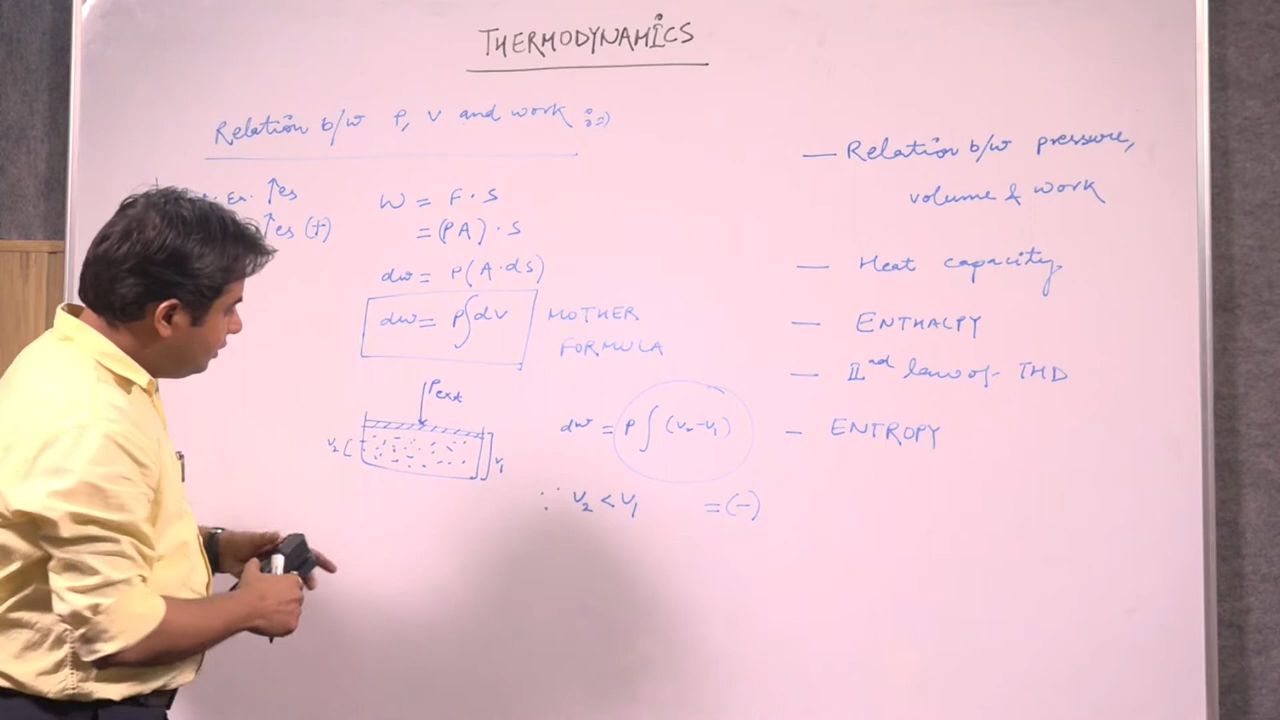 THERMODYNAMICS
Relation b/w P, V and work :-)
En. ↑es
↑es (+)
W = F · S
= (PA) · S
dw = P(A·ds)
dw = P∫dv
MOTHER
FORMULA
Pext
V₂
V₁
dw = P∫(V₂-V₁)
∵ V₂ < V₁ = (-)
— Relation b/w pressure,
volume & work
— Heat capacity
— ENTHALPY
— IInd law of THD
— ENTROPY